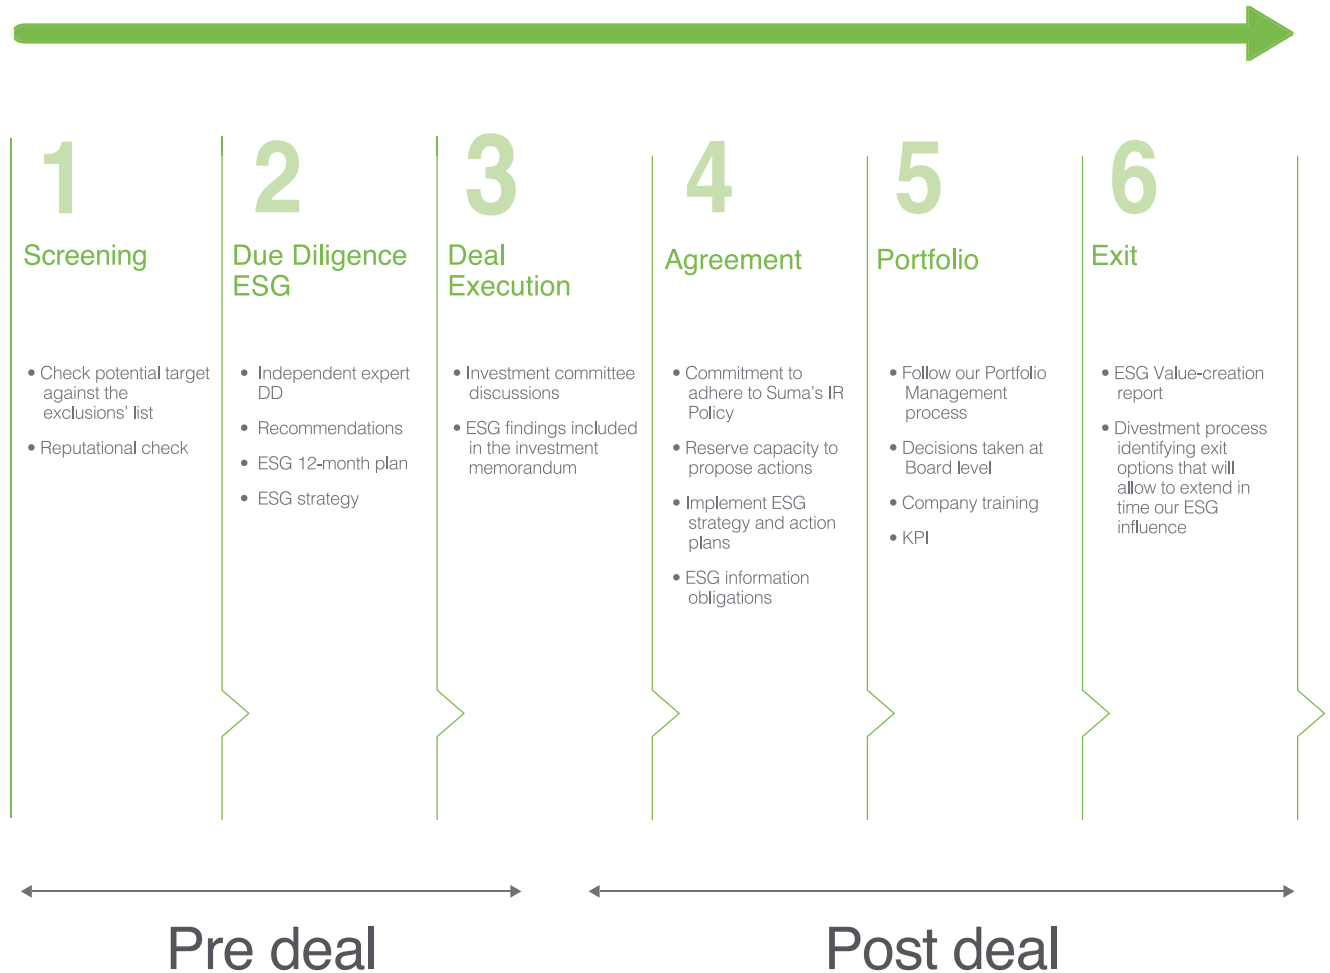 1
Screening
• Check potential target
against the
exclusions’ list
• Reputational check
2
Due Diligence
ESG
• Independent expert
DD
• Recommendations
• ESG 12-month plan
• ESG strategy
3
Deal
Execution
• Investment committee
discussions
• ESG findings included
in the investment
memorandum
4
Agreement
• Commitment to
adhere to Suma’s IR
Policy
• Reserve capacity to
propose actions
• Implement ESG
strategy and action
plans
• ESG information
obligations
5
Portfolio
• Follow our Portfolio
Management
process
• Decisions taken at
Board level
• Company training
• KPI
6
Exit
• ESG Value-creation
report
• Divestment process
identifying exit
options that will
allow to extend in
time our ESG
influence
Pre deal
Post deal